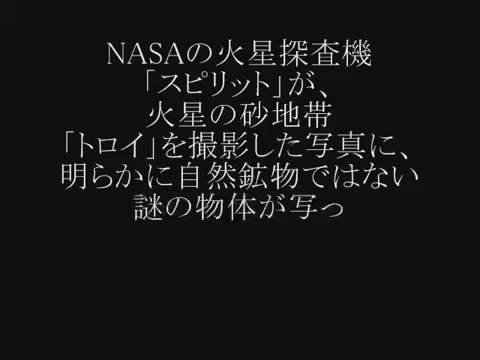 NASAの火星探査機
「スピリット」が、
火星の砂地帯
「トロイ」を撮影した写真に、
明らかに自然鉱物ではない
謎の物体が写っ